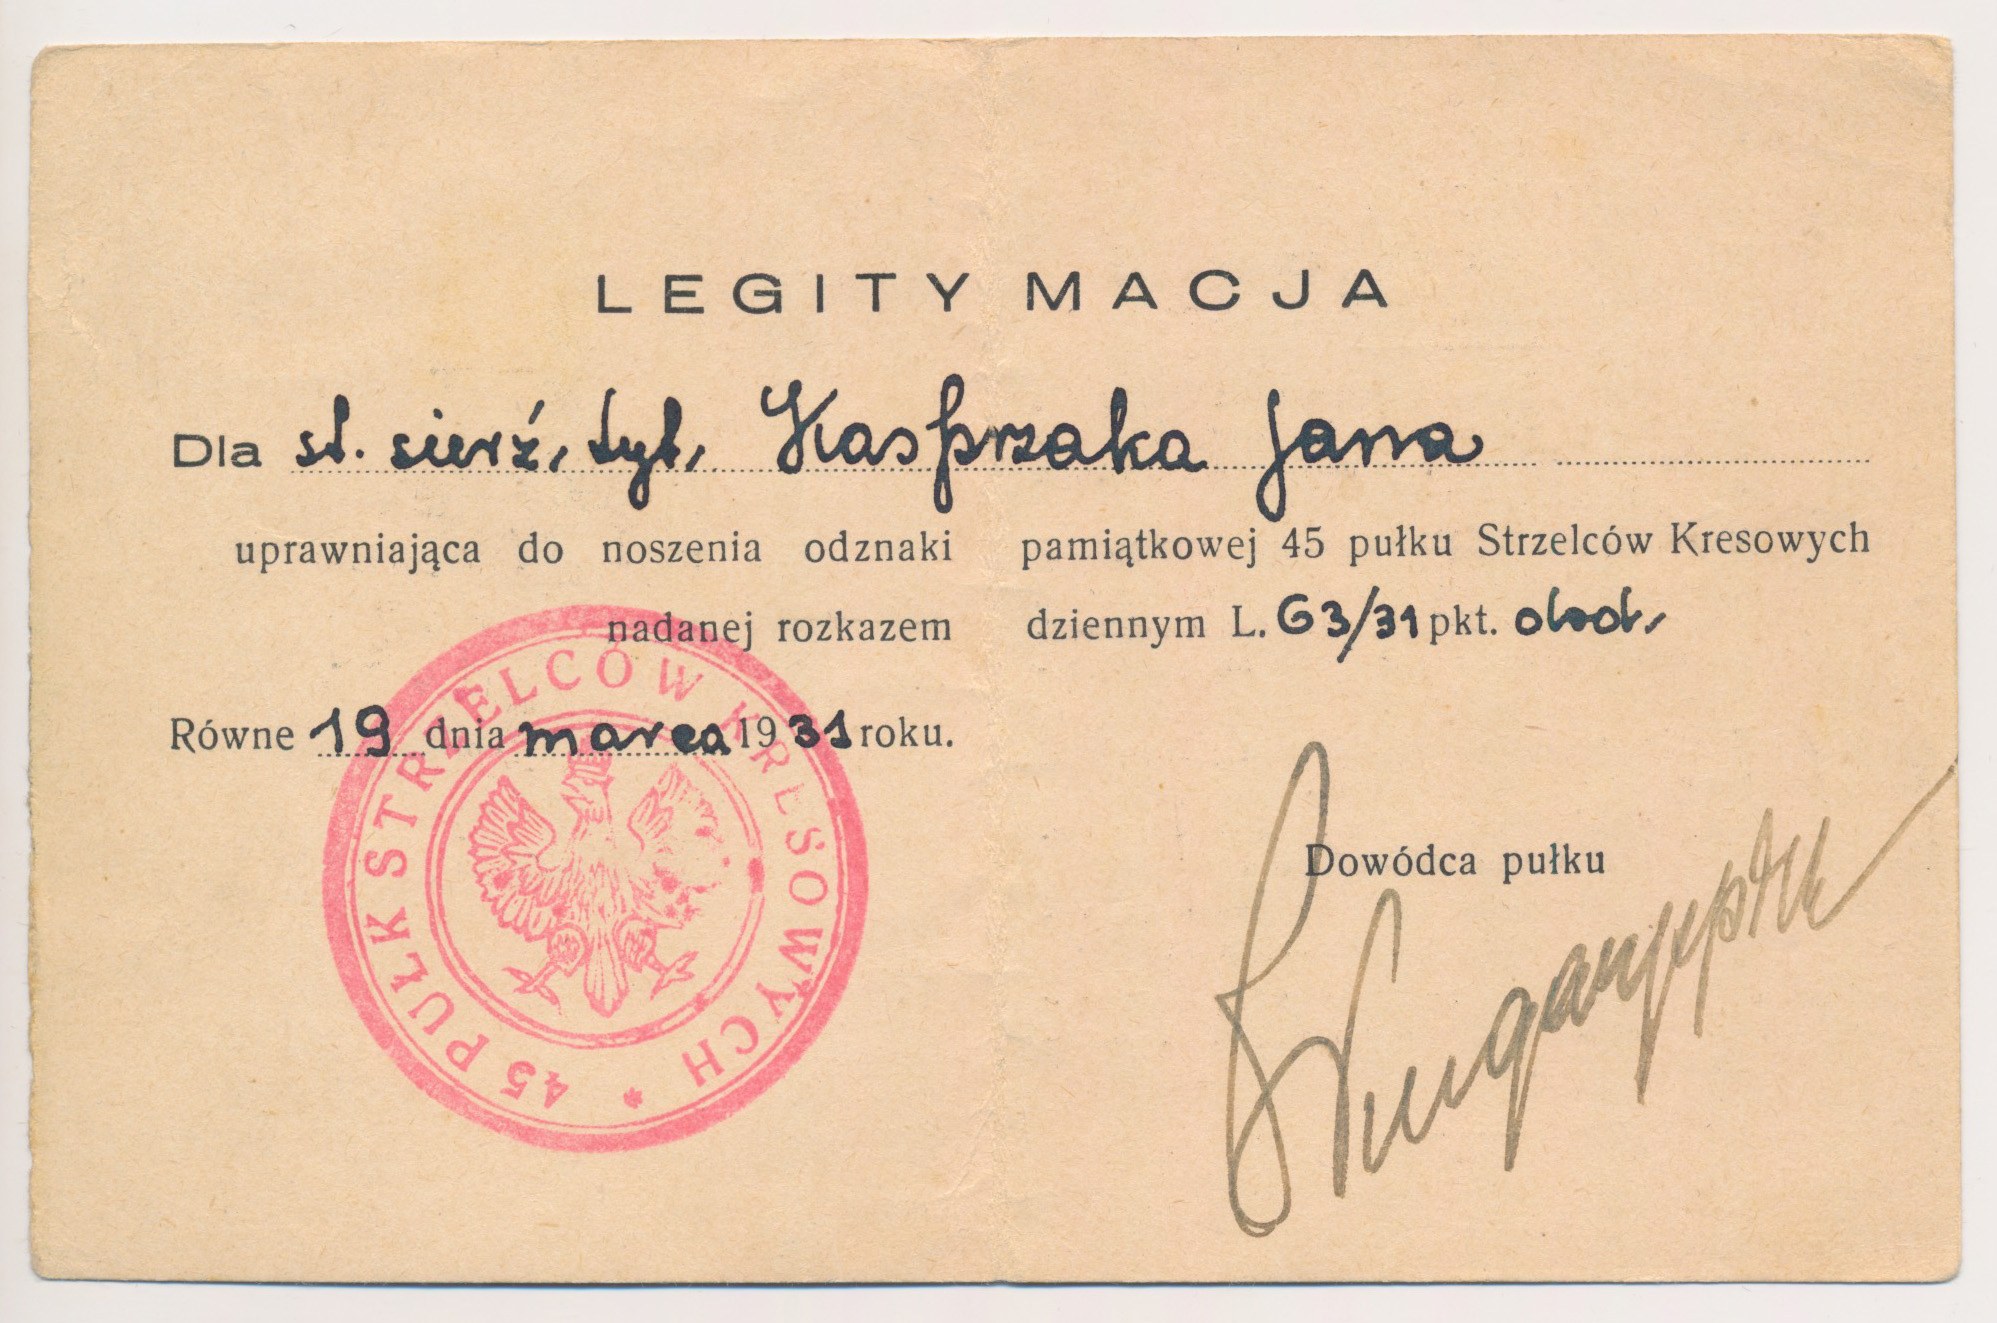 LEGITYMACJA
Dla st. sierż. tyt. Kasprzaka Jana
uprawniająca do noszenia odznaki pamiątkowej 45 pułku Strzelców Kresowych
nadanej rozkazem dziennym L. 63/31 pkt.
Równe 19 dnia marca 1931 roku.
Dowódca pułku
45 PUŁK STRZELCÓW KRESOWYCH *